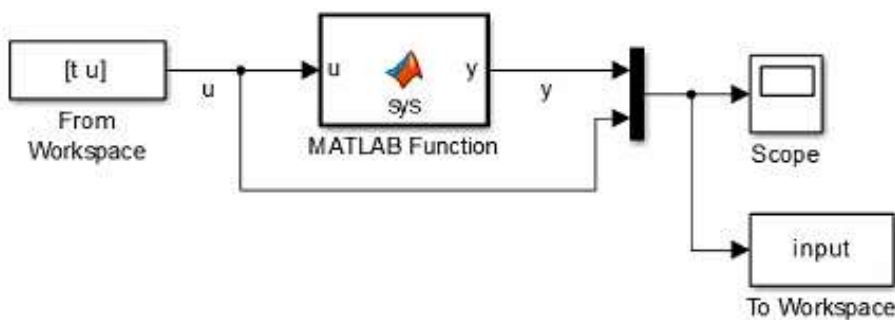 [t u]
From
Workspace
u
u
y
sys
MATLAB Function
y
Scope
input
To Workspace